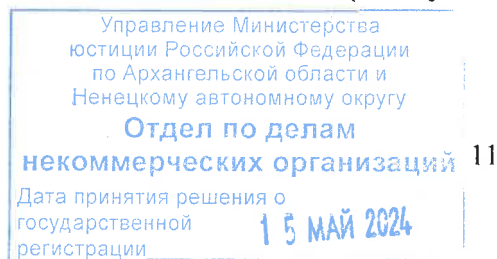 Управление Министерства
юстиции Российской Федерации
по Архангельской области и
Ненецкому автономному округу
Отдел по делам
некоммерческих организаций 11
Дата принятия решения о
государственной 15 МАЙ 2024
регистрации